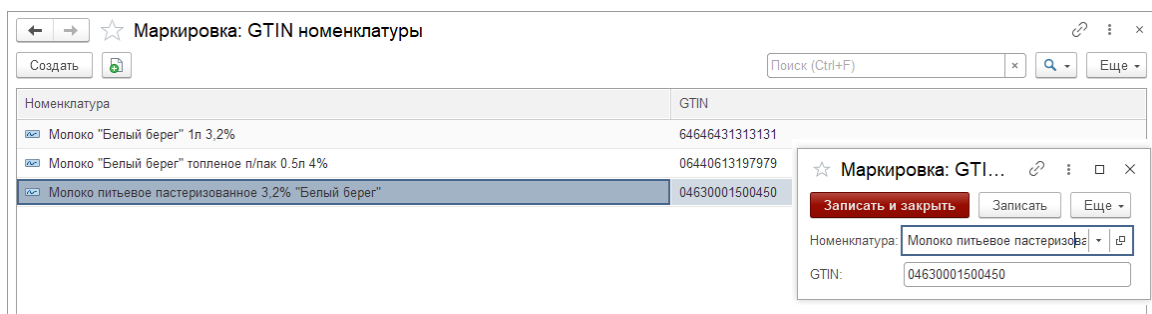 Маркировка: GTIN номенклатуры
Создать Поиск (Ctrl+F) × Еще
Номенклатура GTIN
Молоко "Белый берег" 1л 3,2% 64646431313131
Молоко "Белый берег" топленое п/пак 0.5л 4% 06440613197979
Молоко питьевое пастеризованное 3,2% "Белый берег" 04630001500450
Маркировка: GTI...
Записать и закрыть Записать Еще
Номенклатура: Молоко питьевое пастеризова
GTIN: 04630001500450